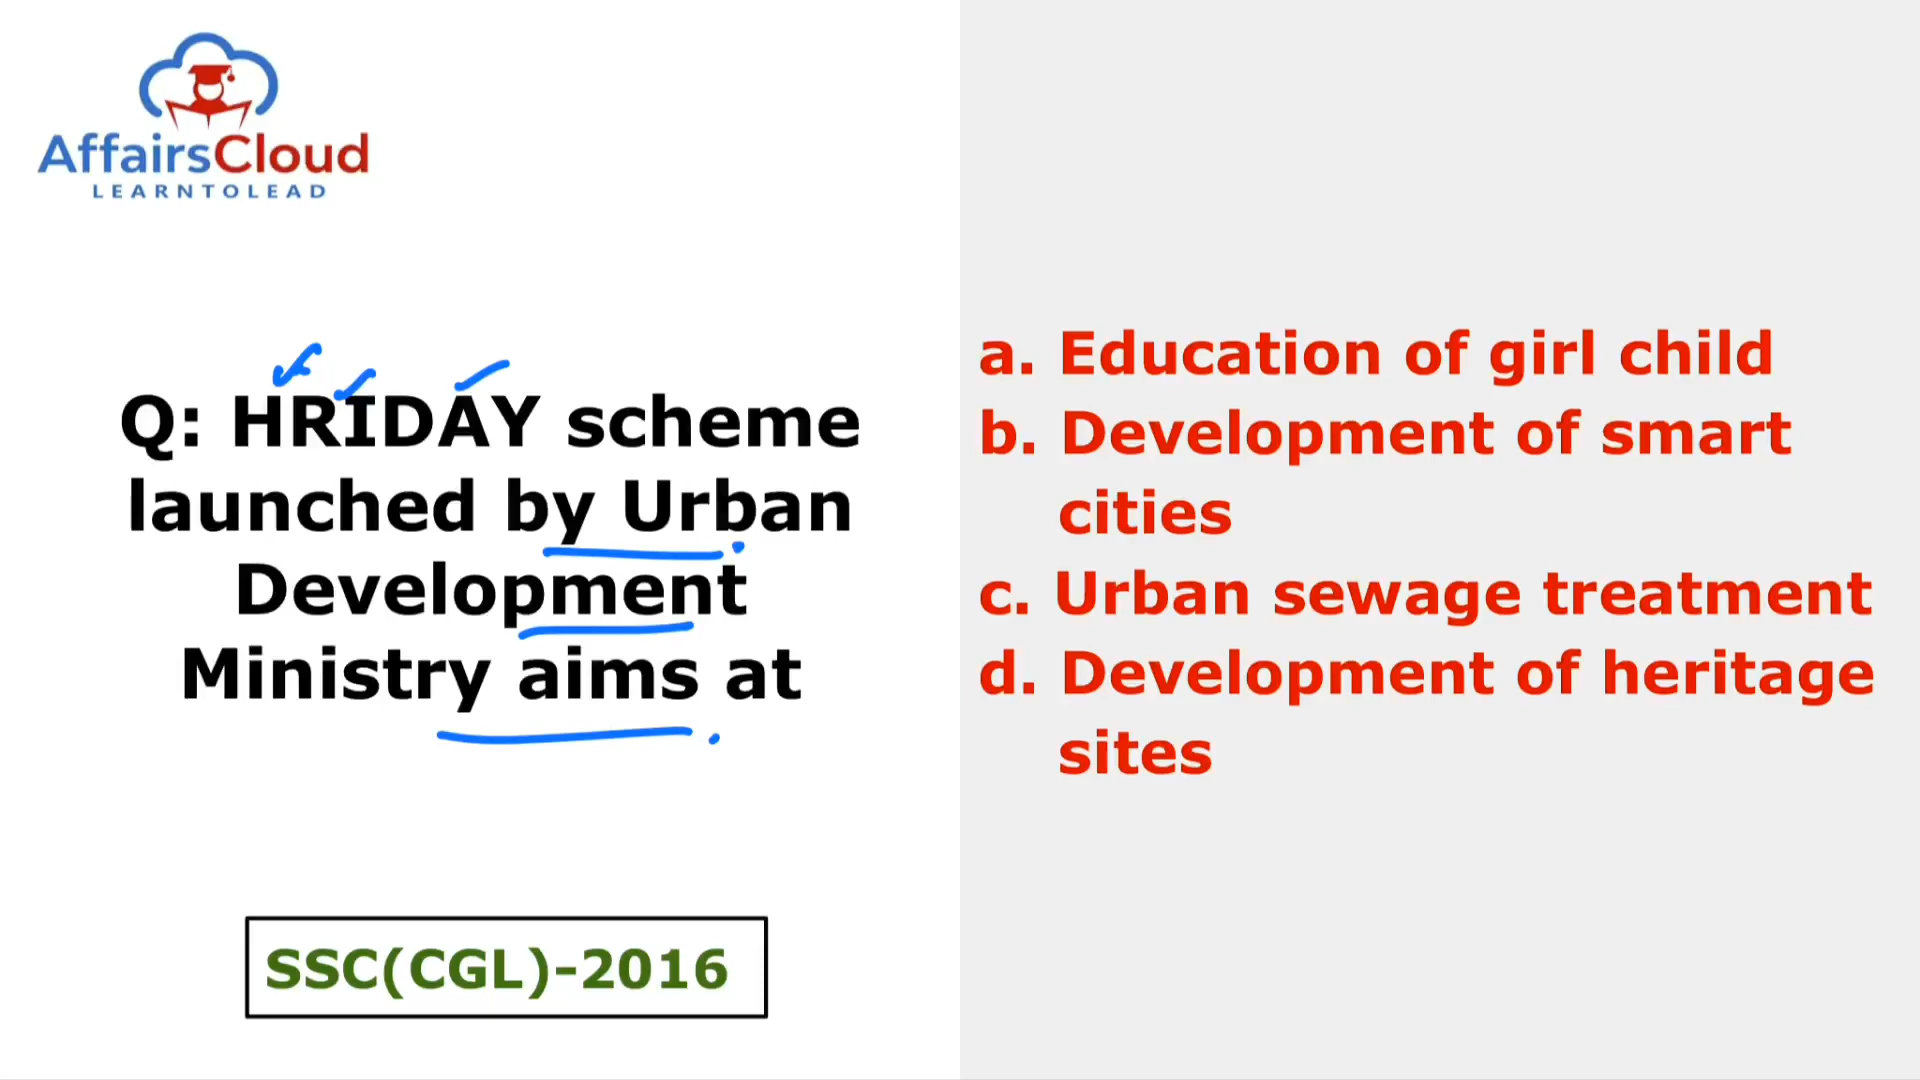 AffairsCloud
LEARNTOLEAD
Q: HRIDAY scheme
launched by Urban
Development
Ministry aims at
SSC(CGL)-2016
a. Education of girl child
b. Development of smart
cities
c. Urban sewage treatment
d. Development of heritage
sites